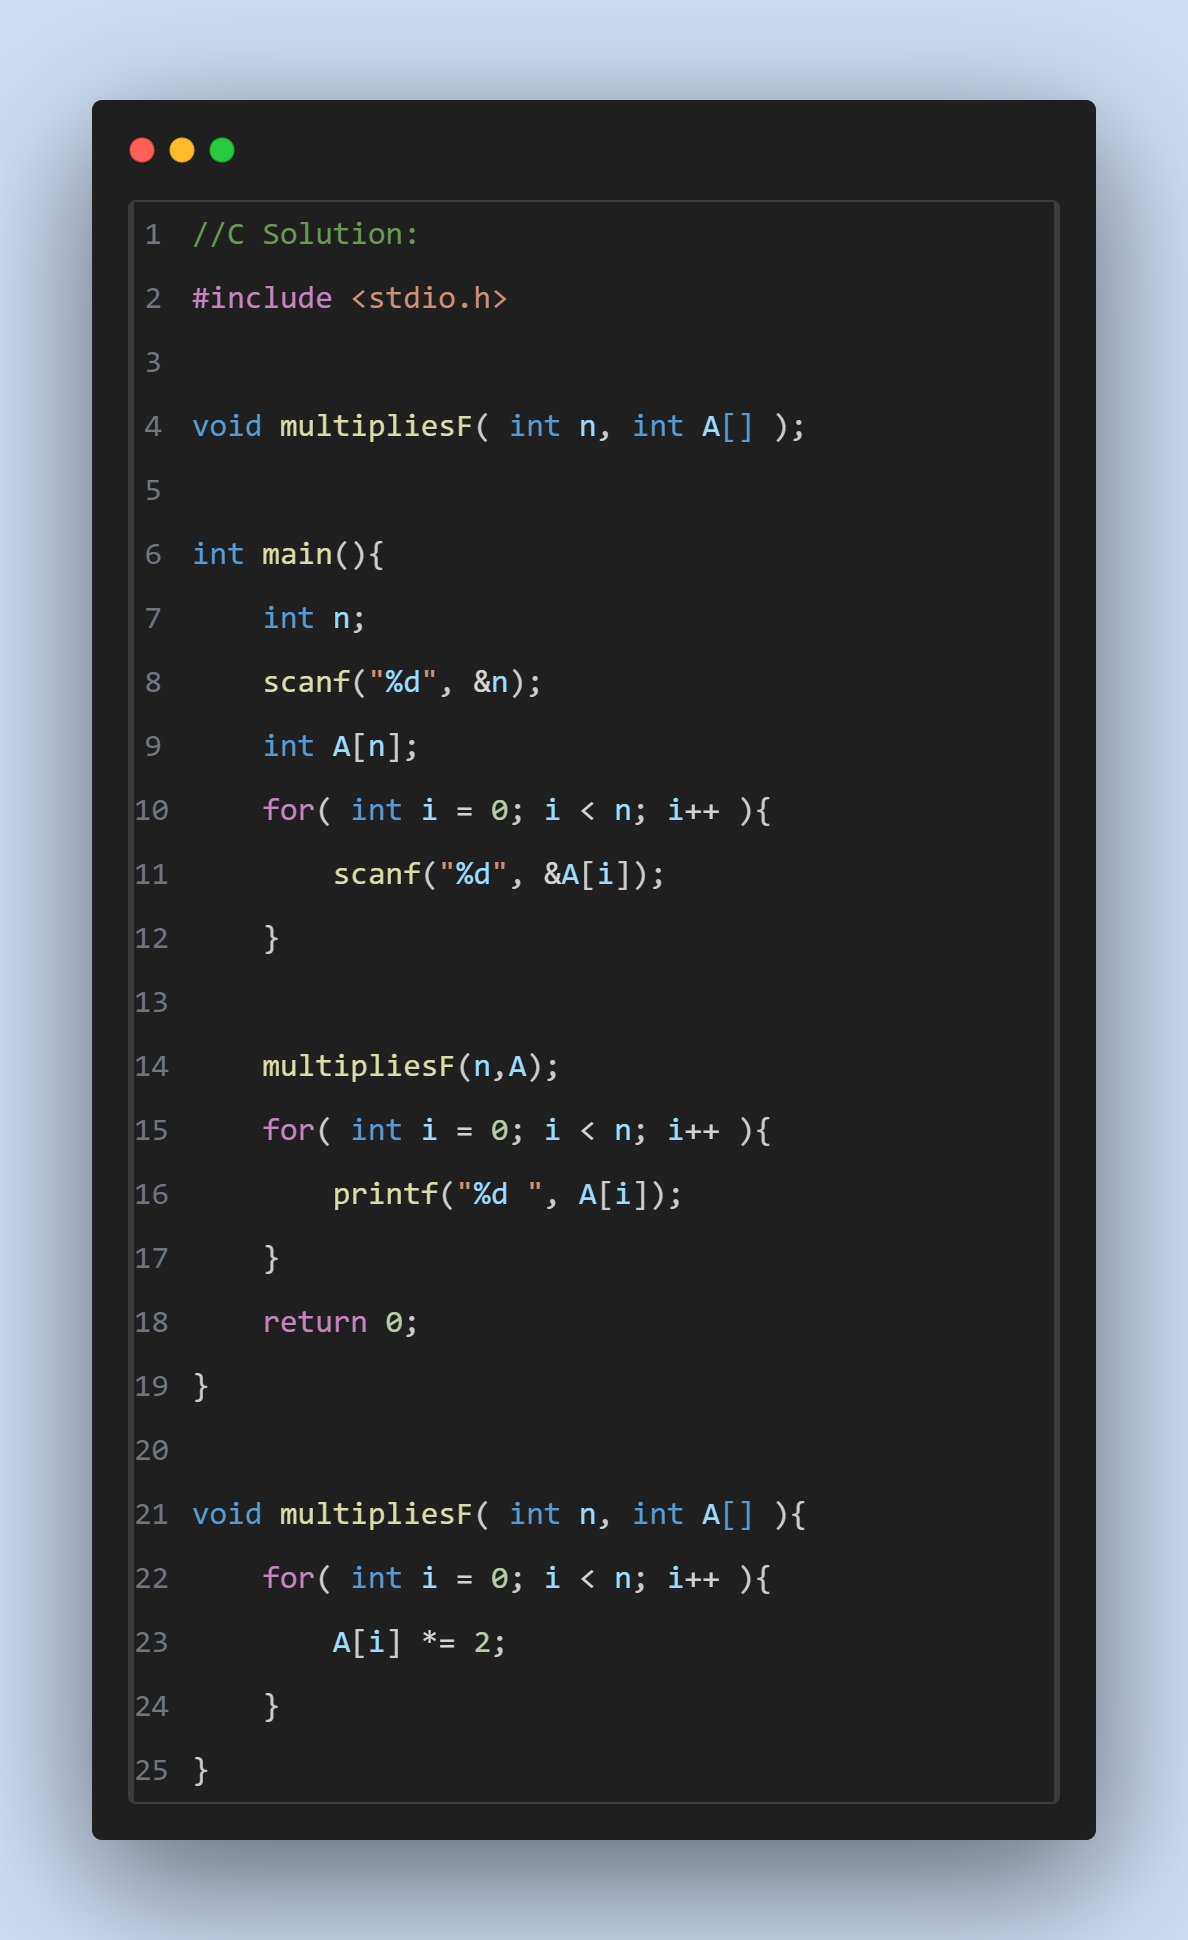 1 //C Solution:
2 #include <stdio.h>
3
4 void multipliesF( int n, int A[] );
5
6 int main(){
7     int n;
8     scanf("%d", &n);
9     int A[n];
10     for( int i = 0; i < n; i++ ){
11         scanf("%d", &A[i]);
12     }
13
14     multipliesF(n,A);
15     for( int i = 0; i < n; i++ ){
16         printf("%d ", A[i]);
17     }
18     return 0;
19 }
20
21 void multipliesF( int n, int A[] ){
22     for( int i = 0; i < n; i++ ){
23         A[i] *= 2;
24     }
25 }